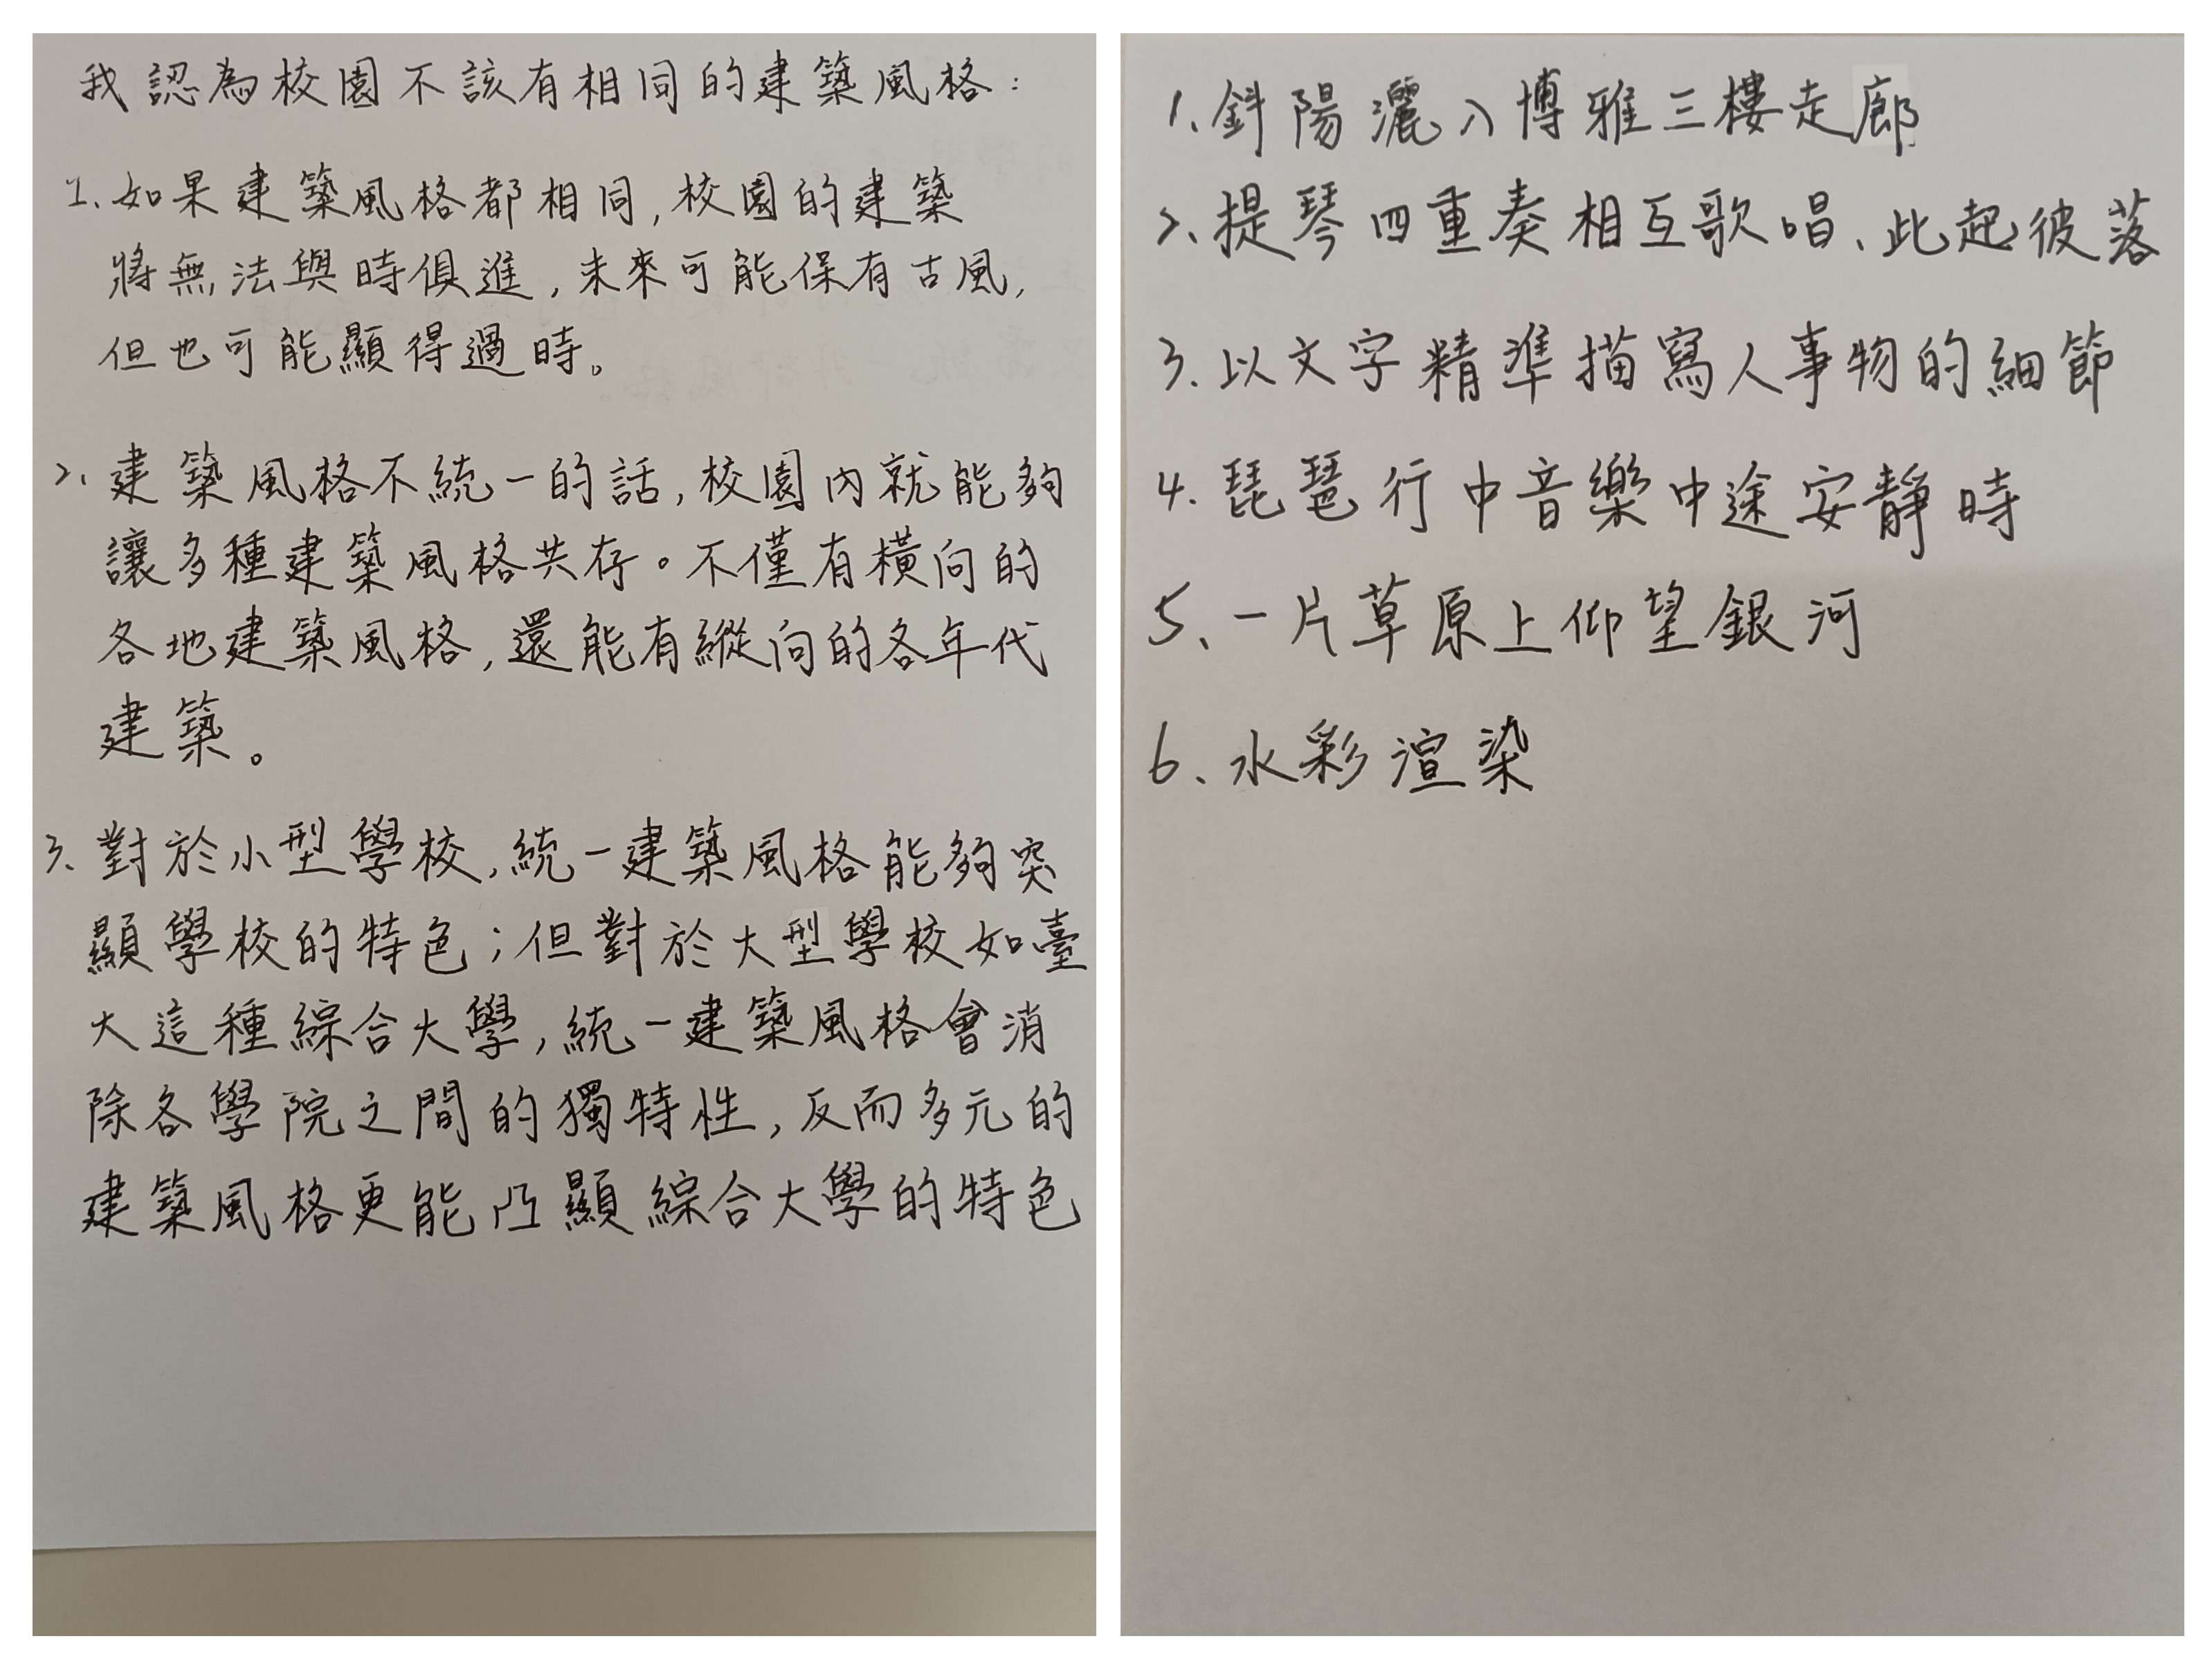 我認為校園不該有相同的建築風格：
1、如果建築風格都相同，校園的建築
將無法與時俱進，未來可能保有古風，
但也可能顯得過時。
2、建築風格不統一的話，校園內就能夠
讓多種建築風格共存。不僅有橫向的
各地建築風格，還能有縱向的各年代
建築。
3、對於小型學校，統一建築風格能夠突
顯學校的特色；但對於大型學校如臺
大這種綜合大學，統一建築風格會消
除各學院之間的獨特性，反而多元的
建築風格更能凸顯綜合大學的特色
1、斜陽灑入博雅三樓走廊
2、提琴四重奏相互歌唱、此起彼落
3、以文字精準描寫人事物的細節
4、琵琶行中音樂中途安靜時
5、一片草原上仰望銀河
6、水彩渲染